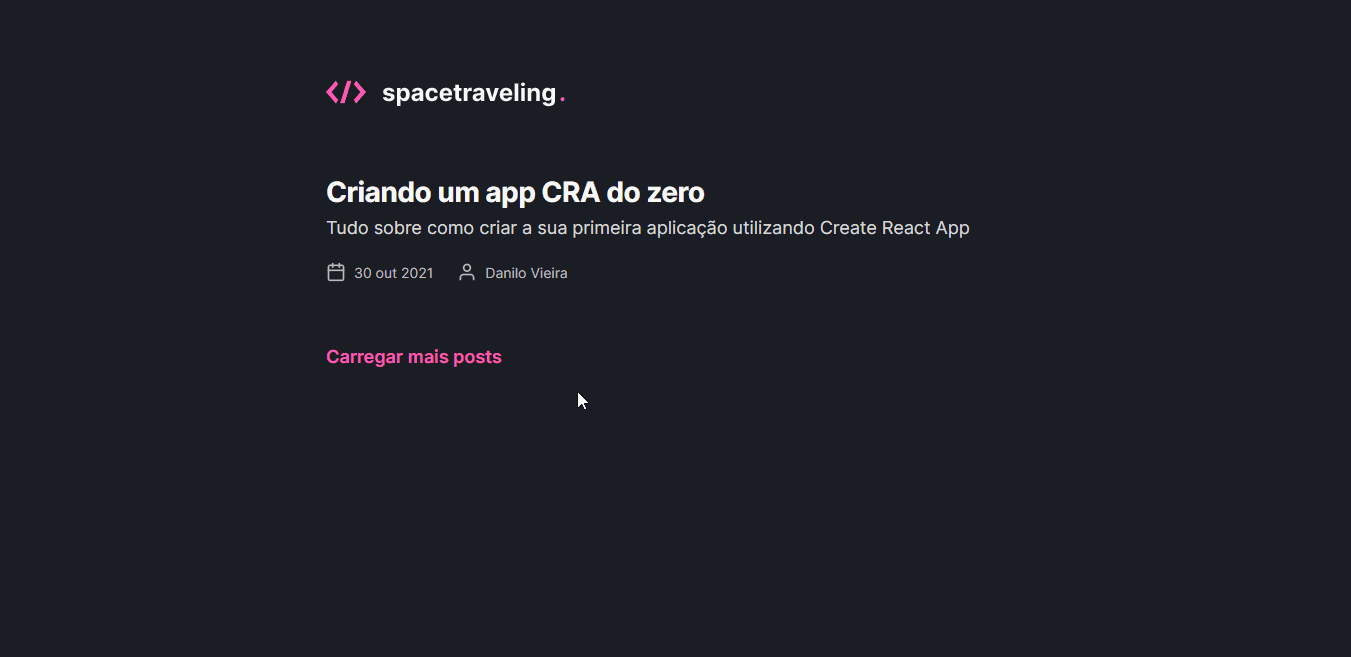 </> spacetraveling.
Criando um app CRA do zero
Tudo sobre como criar a sua primeira aplicação utilizando Create React App
30 out 2021 Danilo Vieira
Carregar mais posts